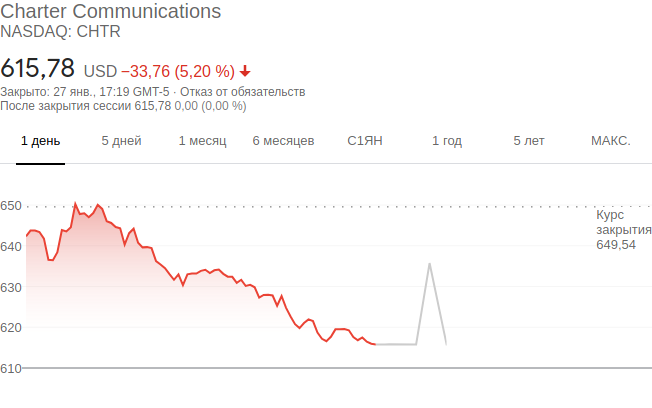 Charter Communications
NASDAQ: CHTR
615,78 USD −33,76 (5,20 %)
Закрыто: 27 янв., 17:19 GMT-5 · Отказ от обязательств
После закрытия сессии 615,78 0,00 (0,00 %)
1 день 5 дней 1 месяц 6 месяцев С1ЯН 1 год 5 лет МАКС.
650
Курс
закрытия
649,54
640
630
620
610